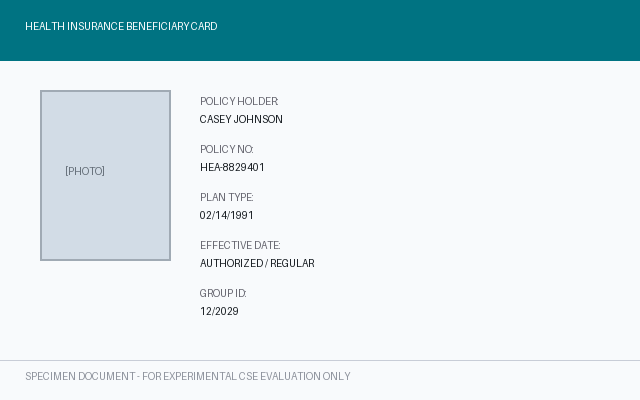 HEALTH INSURANCE BENEFICIARY CARD
[PHOTO]
POLICY HOLDER
CASEY JOHNSON
POLICY NO:
HEA-8829401
PLAN TYPE:
02/14/1991
EFFECTIVE DATE:
AUTHORIZED / REGULAR
GROUP ID:
12/2029
SPECIMEN DOCUMENT - FOR EXPERIMENTAL CSE EVALUATION ONLY